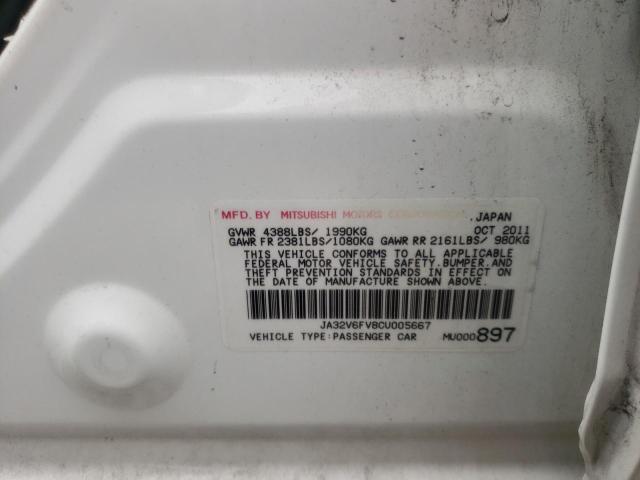 MFD. BY MITSUBISHI MOTORS CORPORATION, JAPAN
GVWR 4388LBS/ 1990KG OCT 2011
GAWR FR 2381LBS/1080KG GAWR RR 2161LBS/ 980KG
THIS VEHICLE CONFORMS TO ALL APPLICABLE
FEDERAL MOTOR VEHICLE SAFETY.BUMPER.AND
THEFT PREVENTION STANDARDS IN EFFECT ON
THE DATE OF MANUFACTURE SHOWN ABOVE.
JA32V6FV8CU005667
VEHICLE TYPE:PASSENGER CAR MU000897